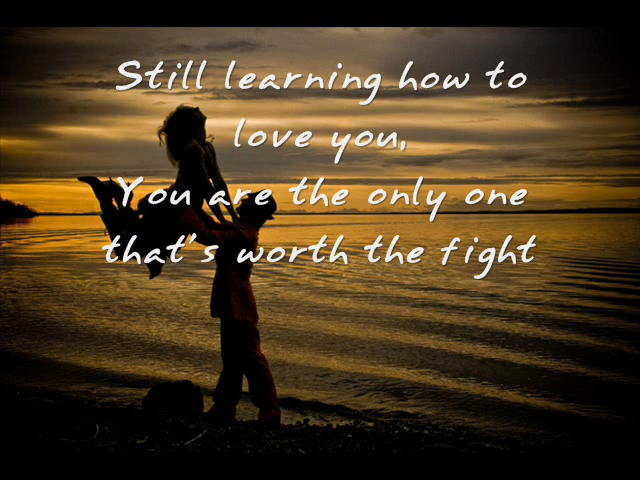 Still learning how to
love you,
You are the only one
that's worth the fight